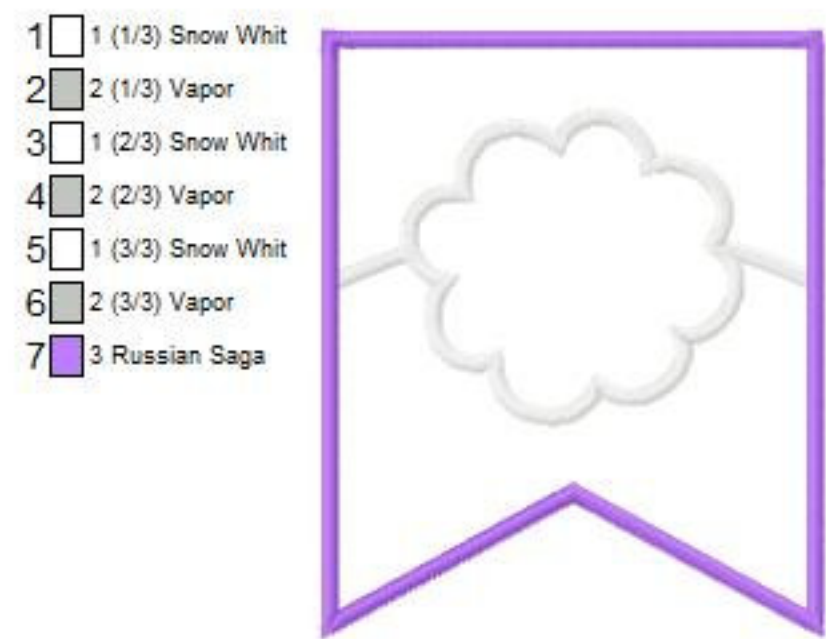 1 1 (1/3) Snow Whit
2 2 (1/3) Vapor
3 1 (2/3) Snow Whit
4 2 (2/3) Vapor
5 1 (3/3) Snow Whit
6 2 (3/3) Vapor
7 3 Russian Saga